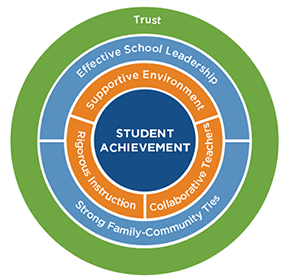 Trust
Effective School Leadership
Supportive Environment
STUDENT
ACHIEVEMENT
Rigorous Instruction
Collaborative Teachers
Strong Family-Community Ties